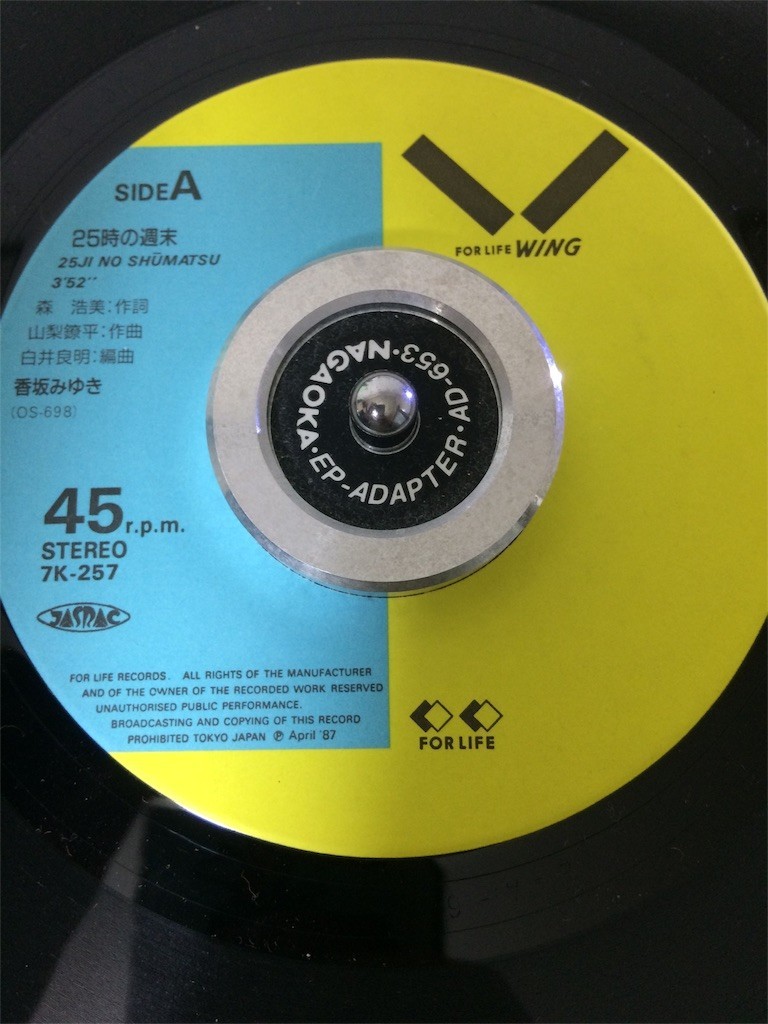 SIDE A
25時の週末
25JI NO SHŪMATSU
3'52''
森 浩美:作詞
山梨鐐平:作曲
白井良明:編曲
香坂みゆき
(OS-698)
45 r.p.m.
STEREO
7K-257
JASRAC
FOR LIFE RECORDS. ALL RIGHTS OF THE MANUFACTURER
AND OF THE OWNER OF THE RECORDED WORK RESERVED
UNAUTHORISED PUBLIC PERFORMANCE.
BROADCASTING AND COPYING OF THIS RECORD
PROHIBITED TOKYO JAPAN Ⓟ April '87
FOR LIFE WING
NAGAOKA·EP-ADAPTER·AD-653·
FOR LIFE